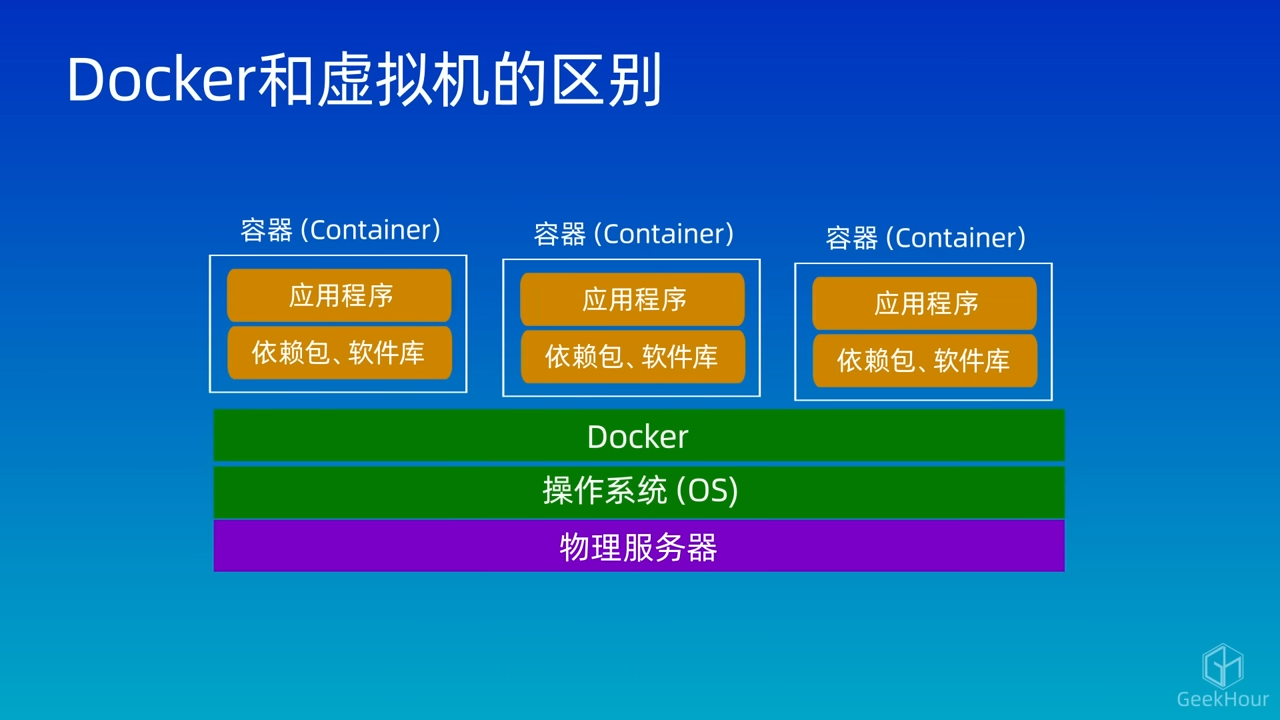 Docker和虚拟机的区别
容器 (Container)
应用程序
依赖包、软件库
容器 (Container)
应用程序
依赖包、软件库
容器 (Container)
应用程序
依赖包、软件库
Docker
操作系统 (OS)
物理服务器
GeekHour